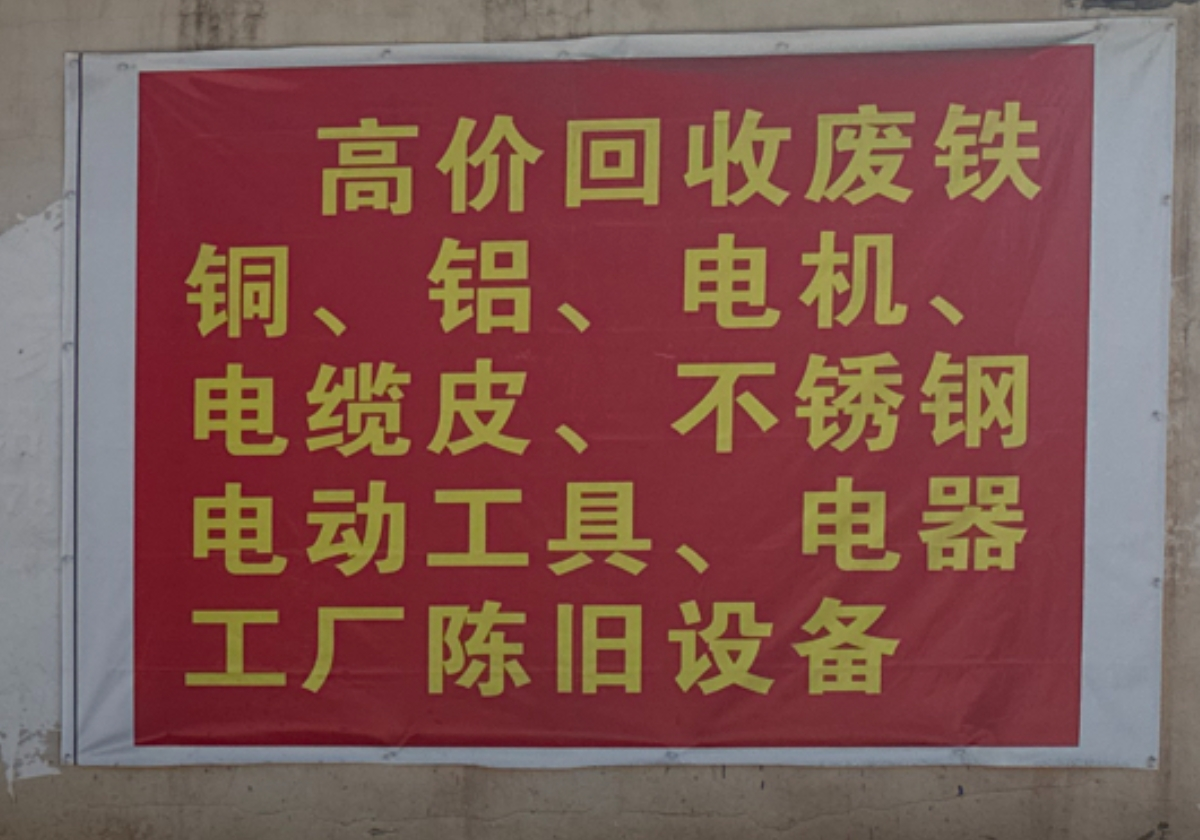 高价回收废铁
铜、铝、电机、
电缆皮、不锈钢
电动工具、电器
工厂陈旧设备